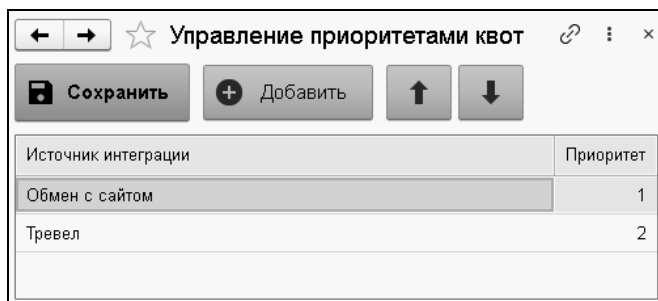 Управление приоритетами квот
Сохранить Добавить
Источник интеграции Приоритет
Обмен с сайтом 1
Тревел 2